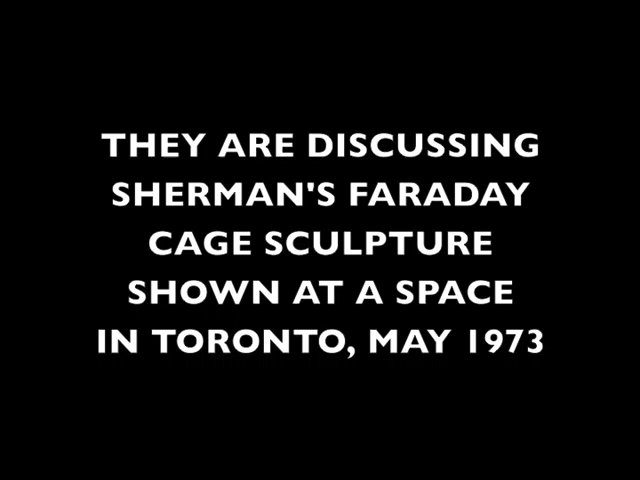 THEY ARE DISCUSSING
SHERMAN'S FARADAY
CAGE SCULPTURE
SHOWN AT A SPACE
IN TORONTO, MAY 1973